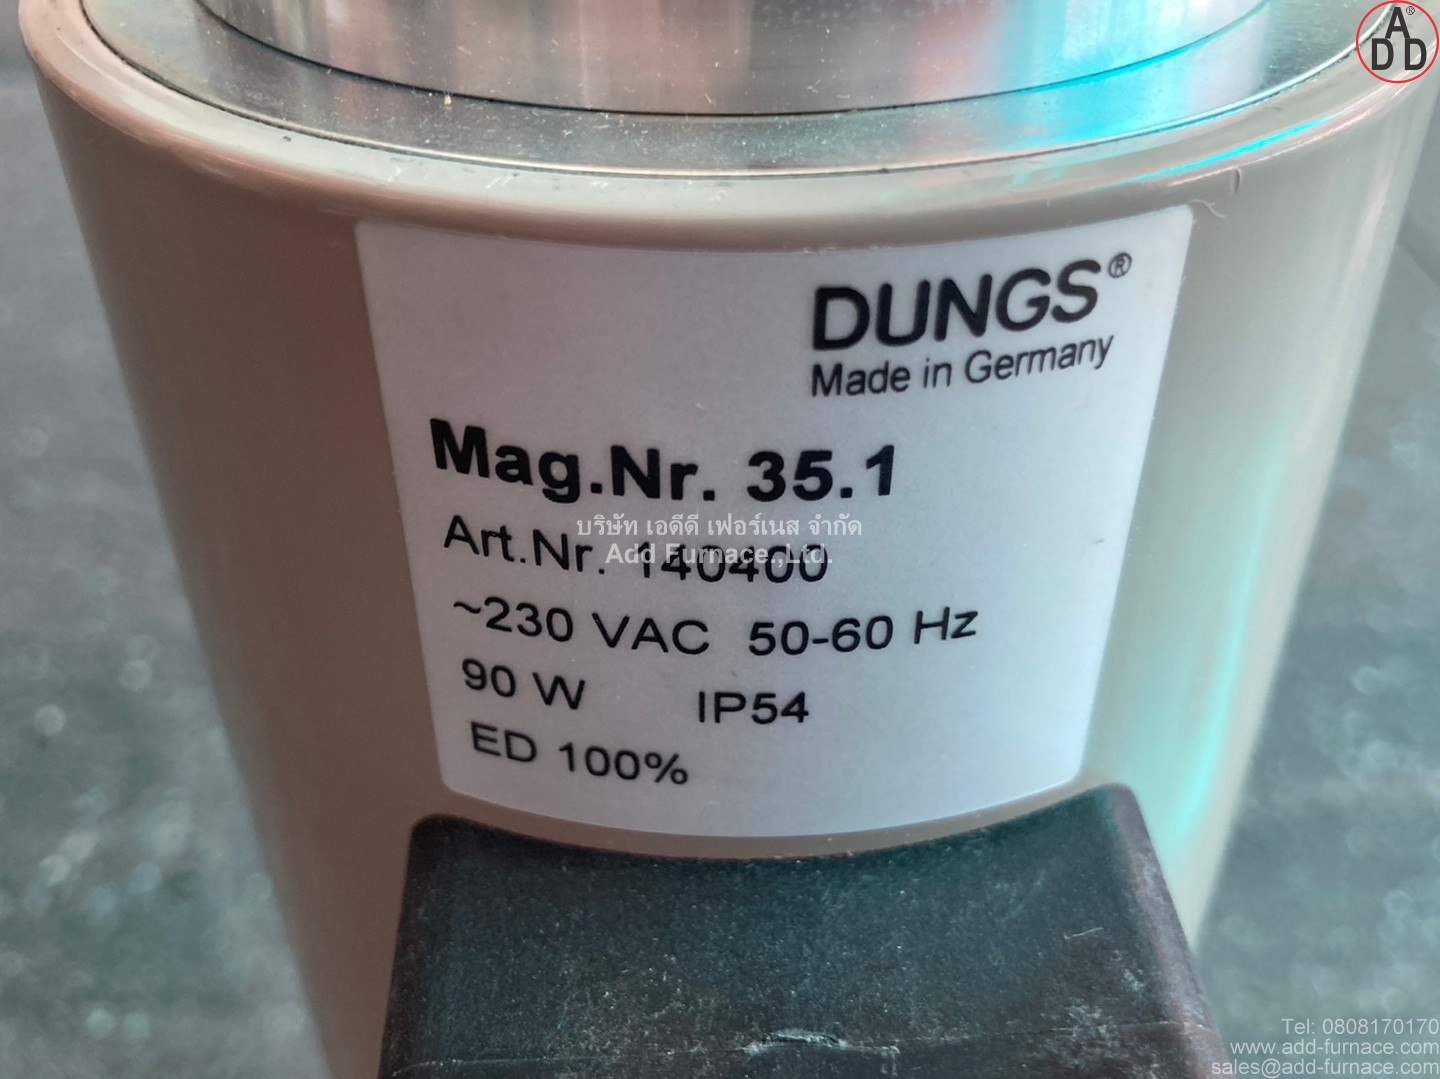 ADD®
DUNGS®
Made in Germany
Mag.Nr. 35.1
Art.Nr. 140400
บริษัท เอดีดี เฟอร์เนส จำกัด
Add Furnace.,Ltd.
~230 VAC 50-60 Hz
90 W IP54
ED 100%
Tel: 0808170170
www.add-furnace.com
sales@add-furnace.com